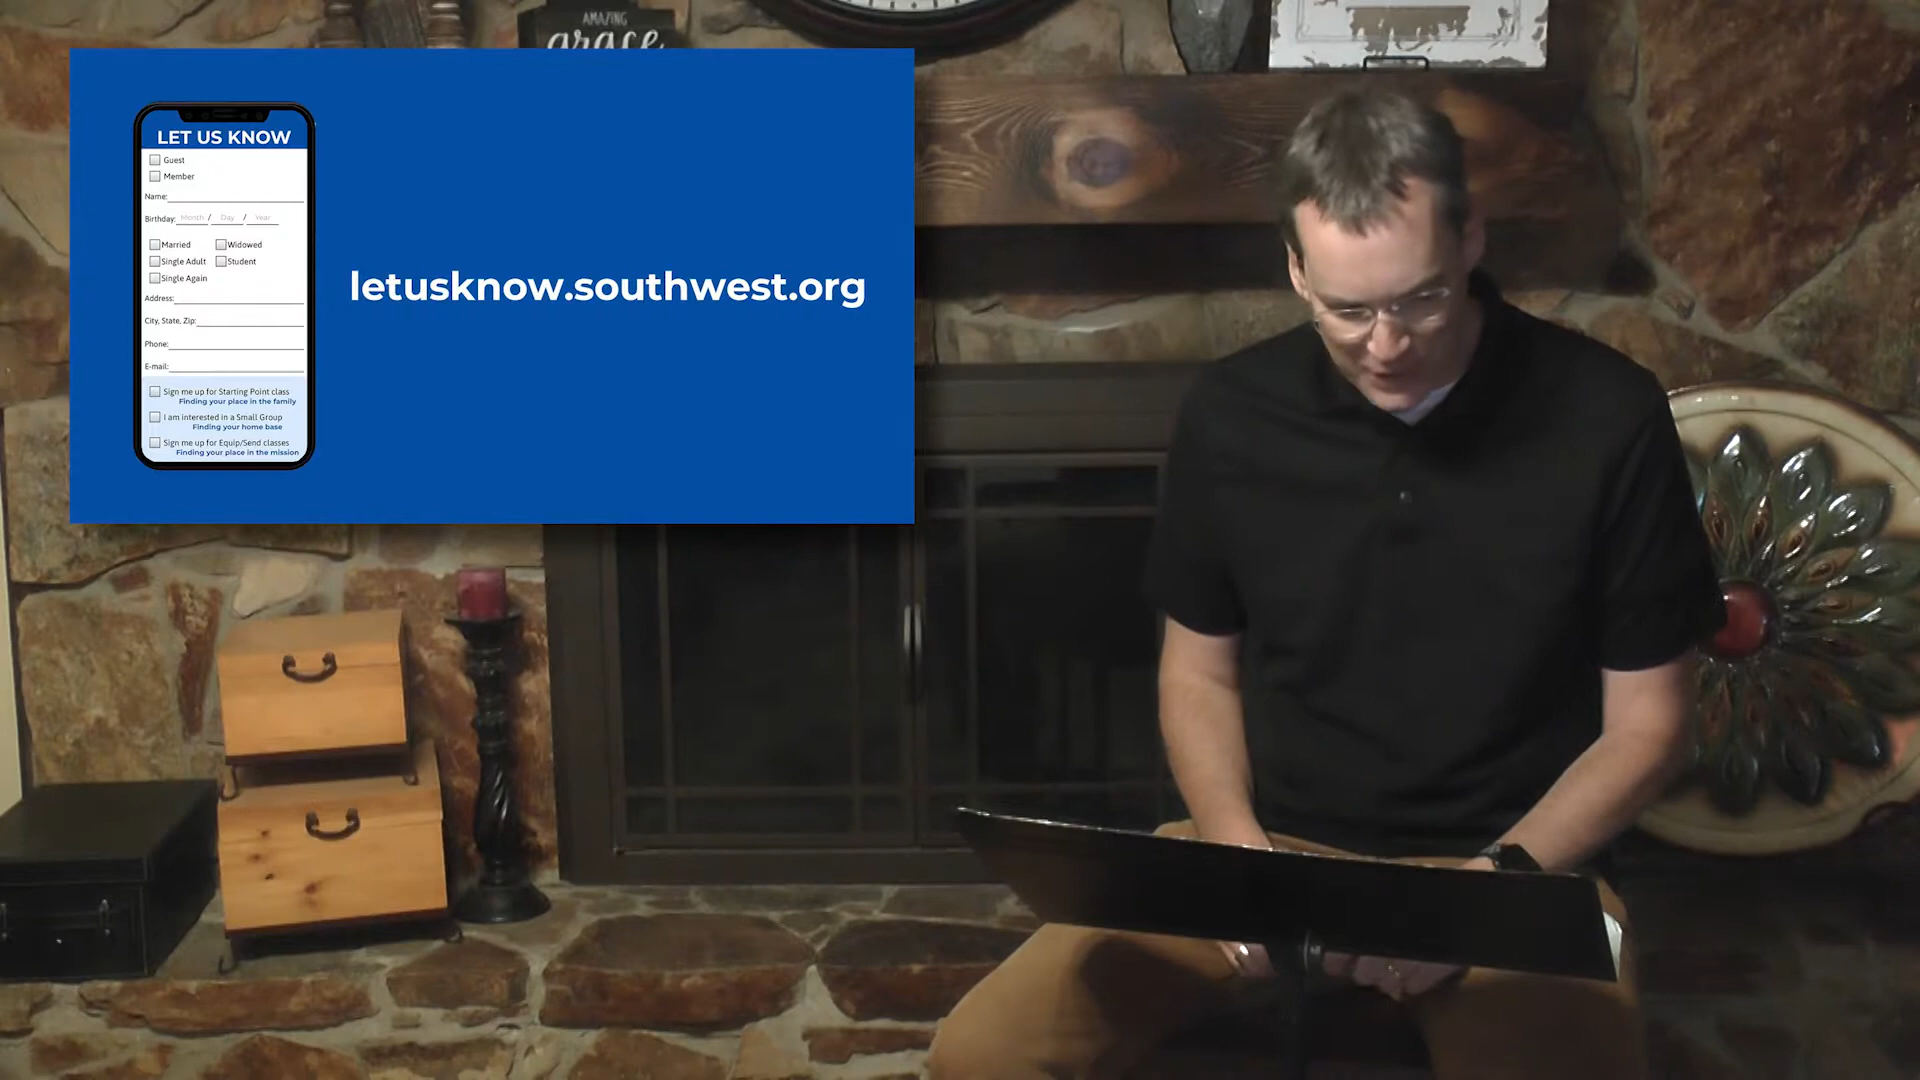 AMAZING
grace
LET US KNOW
Guest
Member
Name:
Birthday: Month / Day / Year
Married Widowed
Single Adult Student
Single Again
Address:
City, State, Zip:
Phone:
E-mail:
Sign me up for Starting Point class
Finding your place in the family
I am interested in a Small Group
Finding your home base
Sign me up for Equip/Send classes
Finding your place in the mission
letusknow.southwest.org